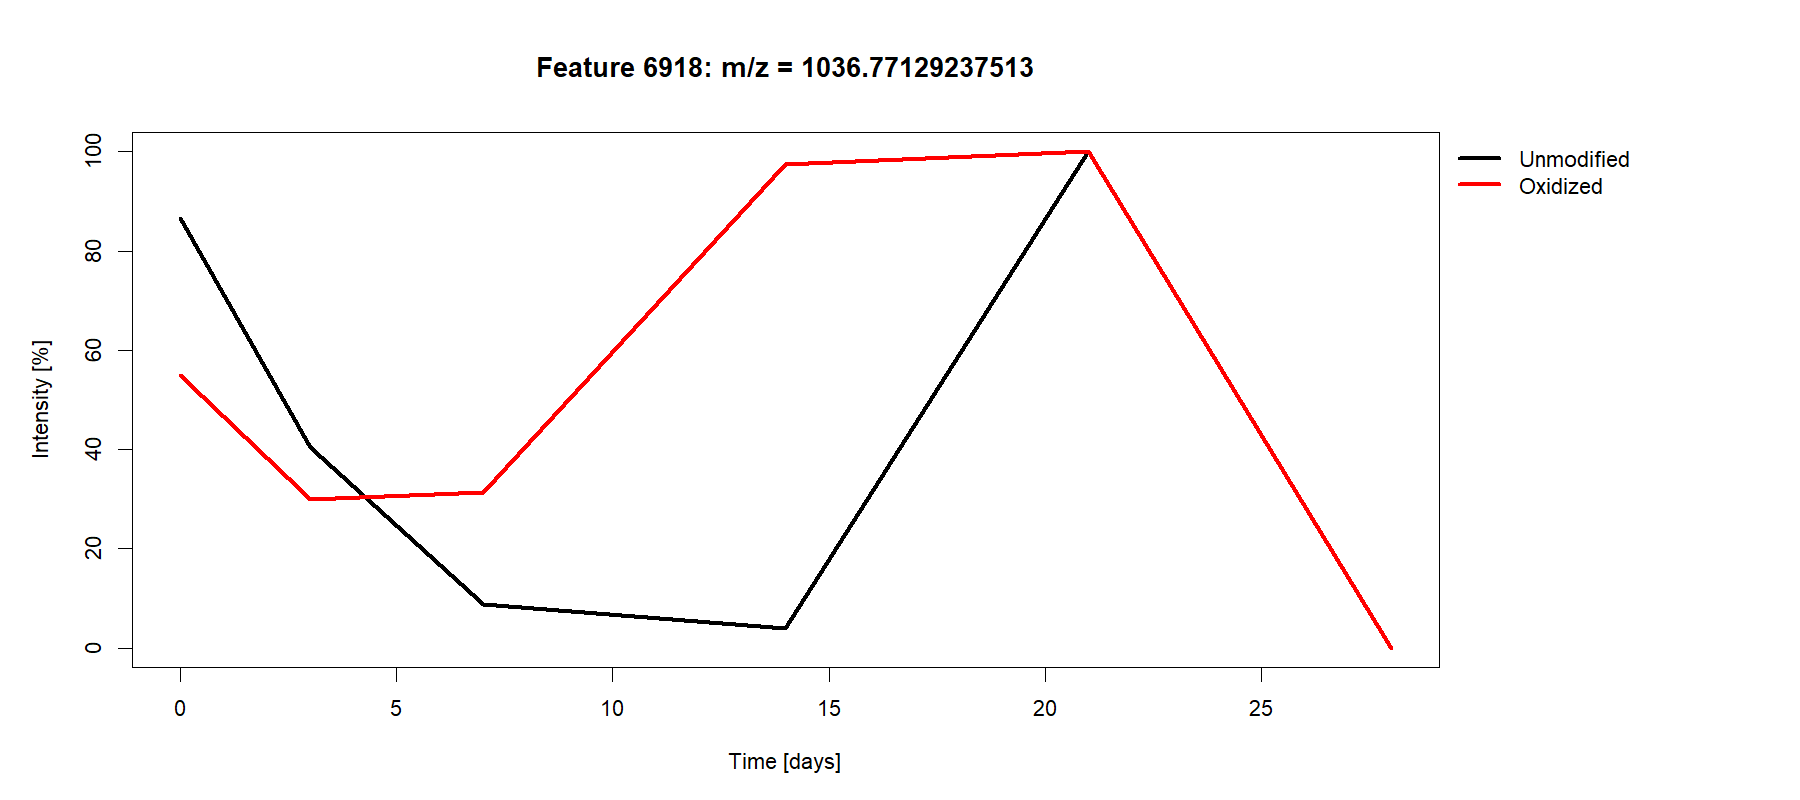 Feature 6918: m/z = 1036.77129237513
Unmodified
Oxidized
100
80
60
40
20
0
Intensity [%]
0 5 10 15 20 25
Time [days]